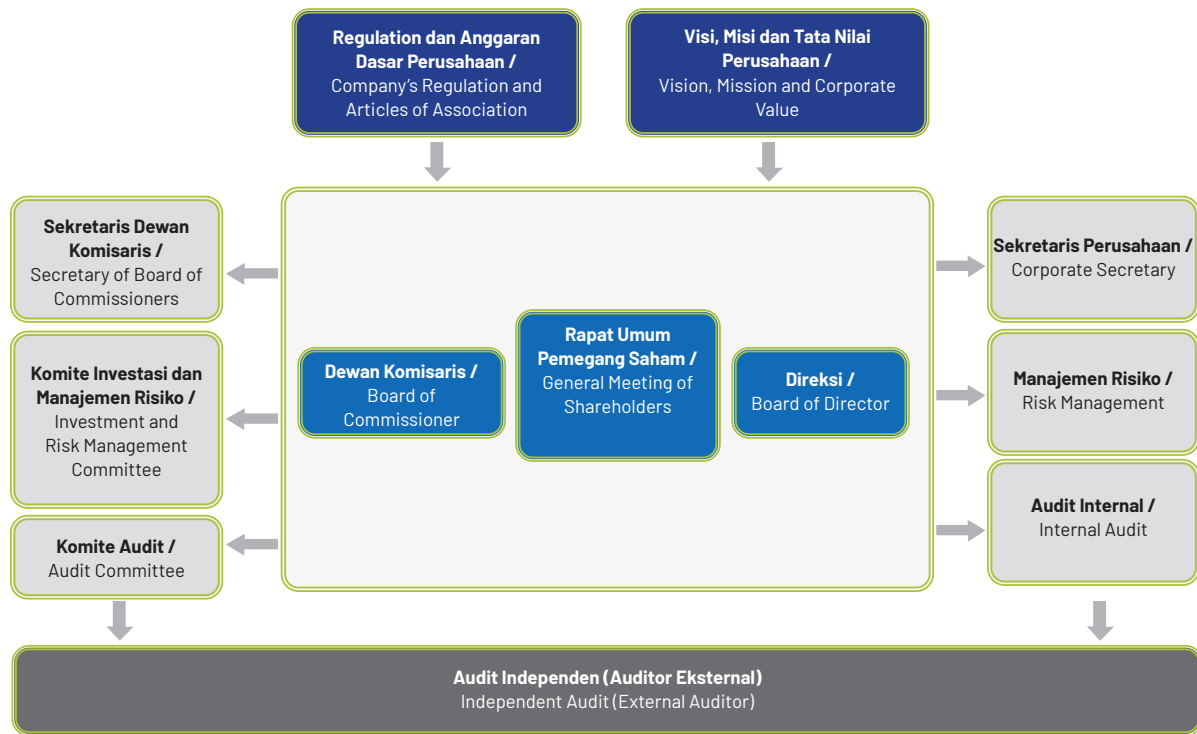 Regulation dan Anggaran
Dasar Perusahaan /
Company's Regulation and
Articles of Association
Visi, Misi dan Tata Nilai
Perusahaan /
Vision, Mission and Corporate
Value
Sekretaris Dewan
Komisaris /
Secretary of Board of
Commissioners
Komite Investasi dan
Manajemen Risiko /
Investment and
Risk Management
Committee
Komite Audit /
Audit Committee
Dewan Komisaris /
Board of
Commissioner
Rapat Umum
Pemegang Saham /
General Meeting of
Shareholders
Direksi /
Board of Director
Sekretaris Perusahaan /
Corporate Secretary
Manajemen Risiko /
Risk Management
Audit Internal /
Internal Audit
Audit Independen (Auditor Eksternal)
Independent Audit (External Auditor)